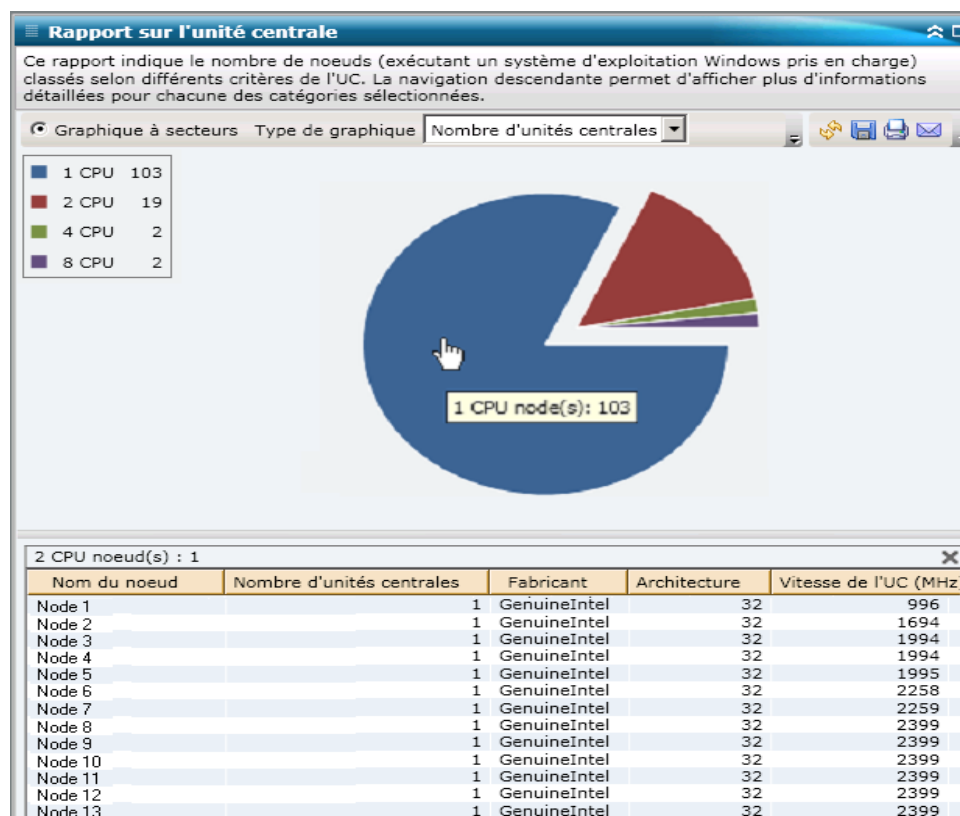 Rapport sur l'unité centrale
Ce rapport indique le nombre de noeuds (exécutant un système d'exploitation Windows pris en charge)
classés selon différents critères de l'UC. La navigation descendante permet d'afficher plus d'informations
détaillées pour chacune des catégories sélectionnées.
Graphique à secteurs Type de graphique Nombre d'unités centrales
1 CPU 103
2 CPU 19
4 CPU 2
8 CPU 2
1 CPU node(s): 103
2 CPU noeud(s) : 1
Nom du noeud Nombre d'unités centrales Fabricant Architecture Vitesse de l'UC (MHz)
Node 1 1 GenuineIntel 32 996
Node 2 1 GenuineIntel 32 1694
Node 3 1 GenuineIntel 32 1994
Node 4 1 GenuineIntel 32 1994
Node 5 1 GenuineIntel 32 1995
Node 6 1 GenuineIntel 32 2258
Node 7 1 GenuineIntel 32 2259
Node 8 1 GenuineIntel 32 2399
Node 9 1 GenuineIntel 32 2399
Node 10 1 GenuineIntel 32 2399
Node 11 1 GenuineIntel 32 2399
Node 12 1 GenuineIntel 32 2399
Node 13 1 GenuineIntel 32 2399